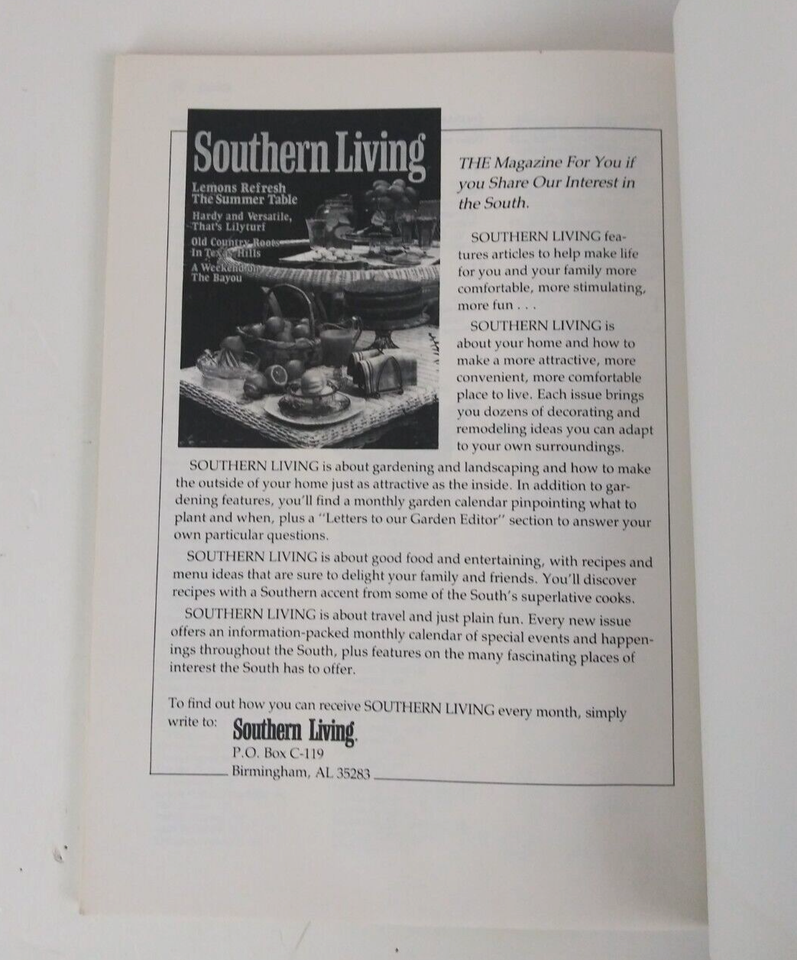 Southern Living
Lemons Refresh
The Summer Table
Hardy and Versatile,
That's Lilyturf
Old Country Roots
In Texas Hills
A Weekend on
The Bayou
THE Magazine For You if
you Share Our Interest in
the South.
SOUTHERN LIVING fea-
tures articles to help make life
for you and your family more
comfortable, more stimulating,
more fun . . .
SOUTHERN LIVING is
about your home and how to
make a more attractive, more
convenient, more comfortable
place to live. Each issue brings
you dozens of decorating and
remodeling ideas you can adapt
to your own surroundings.
SOUTHERN LIVING is about gardening and landscaping and how to make
the outside of your home just as attractive as the inside. In addition to gar-
dening features, you'll find a monthly garden calendar pinpointing what to
plant and when, plus a "Letters to our Garden Editor" section to answer your
own particular questions.
SOUTHERN LIVING is about good food and entertaining, with recipes and
menu ideas that are sure to delight your family and friends. You'll discover
recipes with a Southern accent from some of the South's superlative cooks.
SOUTHERN LIVING is about travel and just plain fun. Every new issue
offers an information-packed monthly calendar of special events and happen-
ings throughout the South, plus features on the many fascinating places of
interest the South has to offer.
To find out how you can receive SOUTHERN LIVING every month, simply
write to:
Southern Living.
P.O. Box C-119
Birmingham, AL 35283